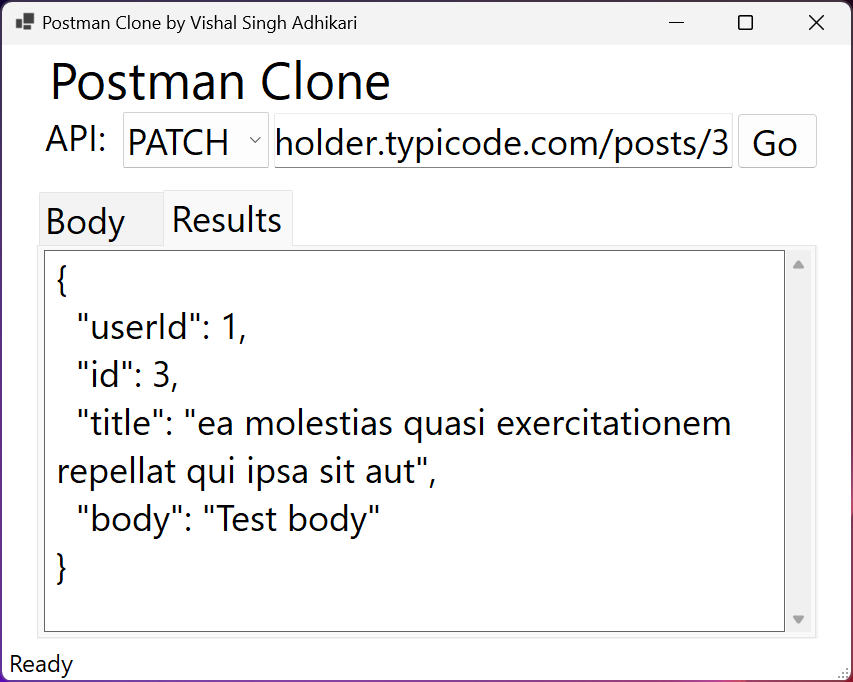 Postman Clone by Vishal Singh Adhikari
Postman Clone
API: PATCH holder.typicode.com/posts/3 Go
Body Results
{
"userId": 1,
"id": 3,
"title": "ea molestias quasi exercitationem
repellat qui ipsa sit aut",
"body": "Test body"
}
Ready